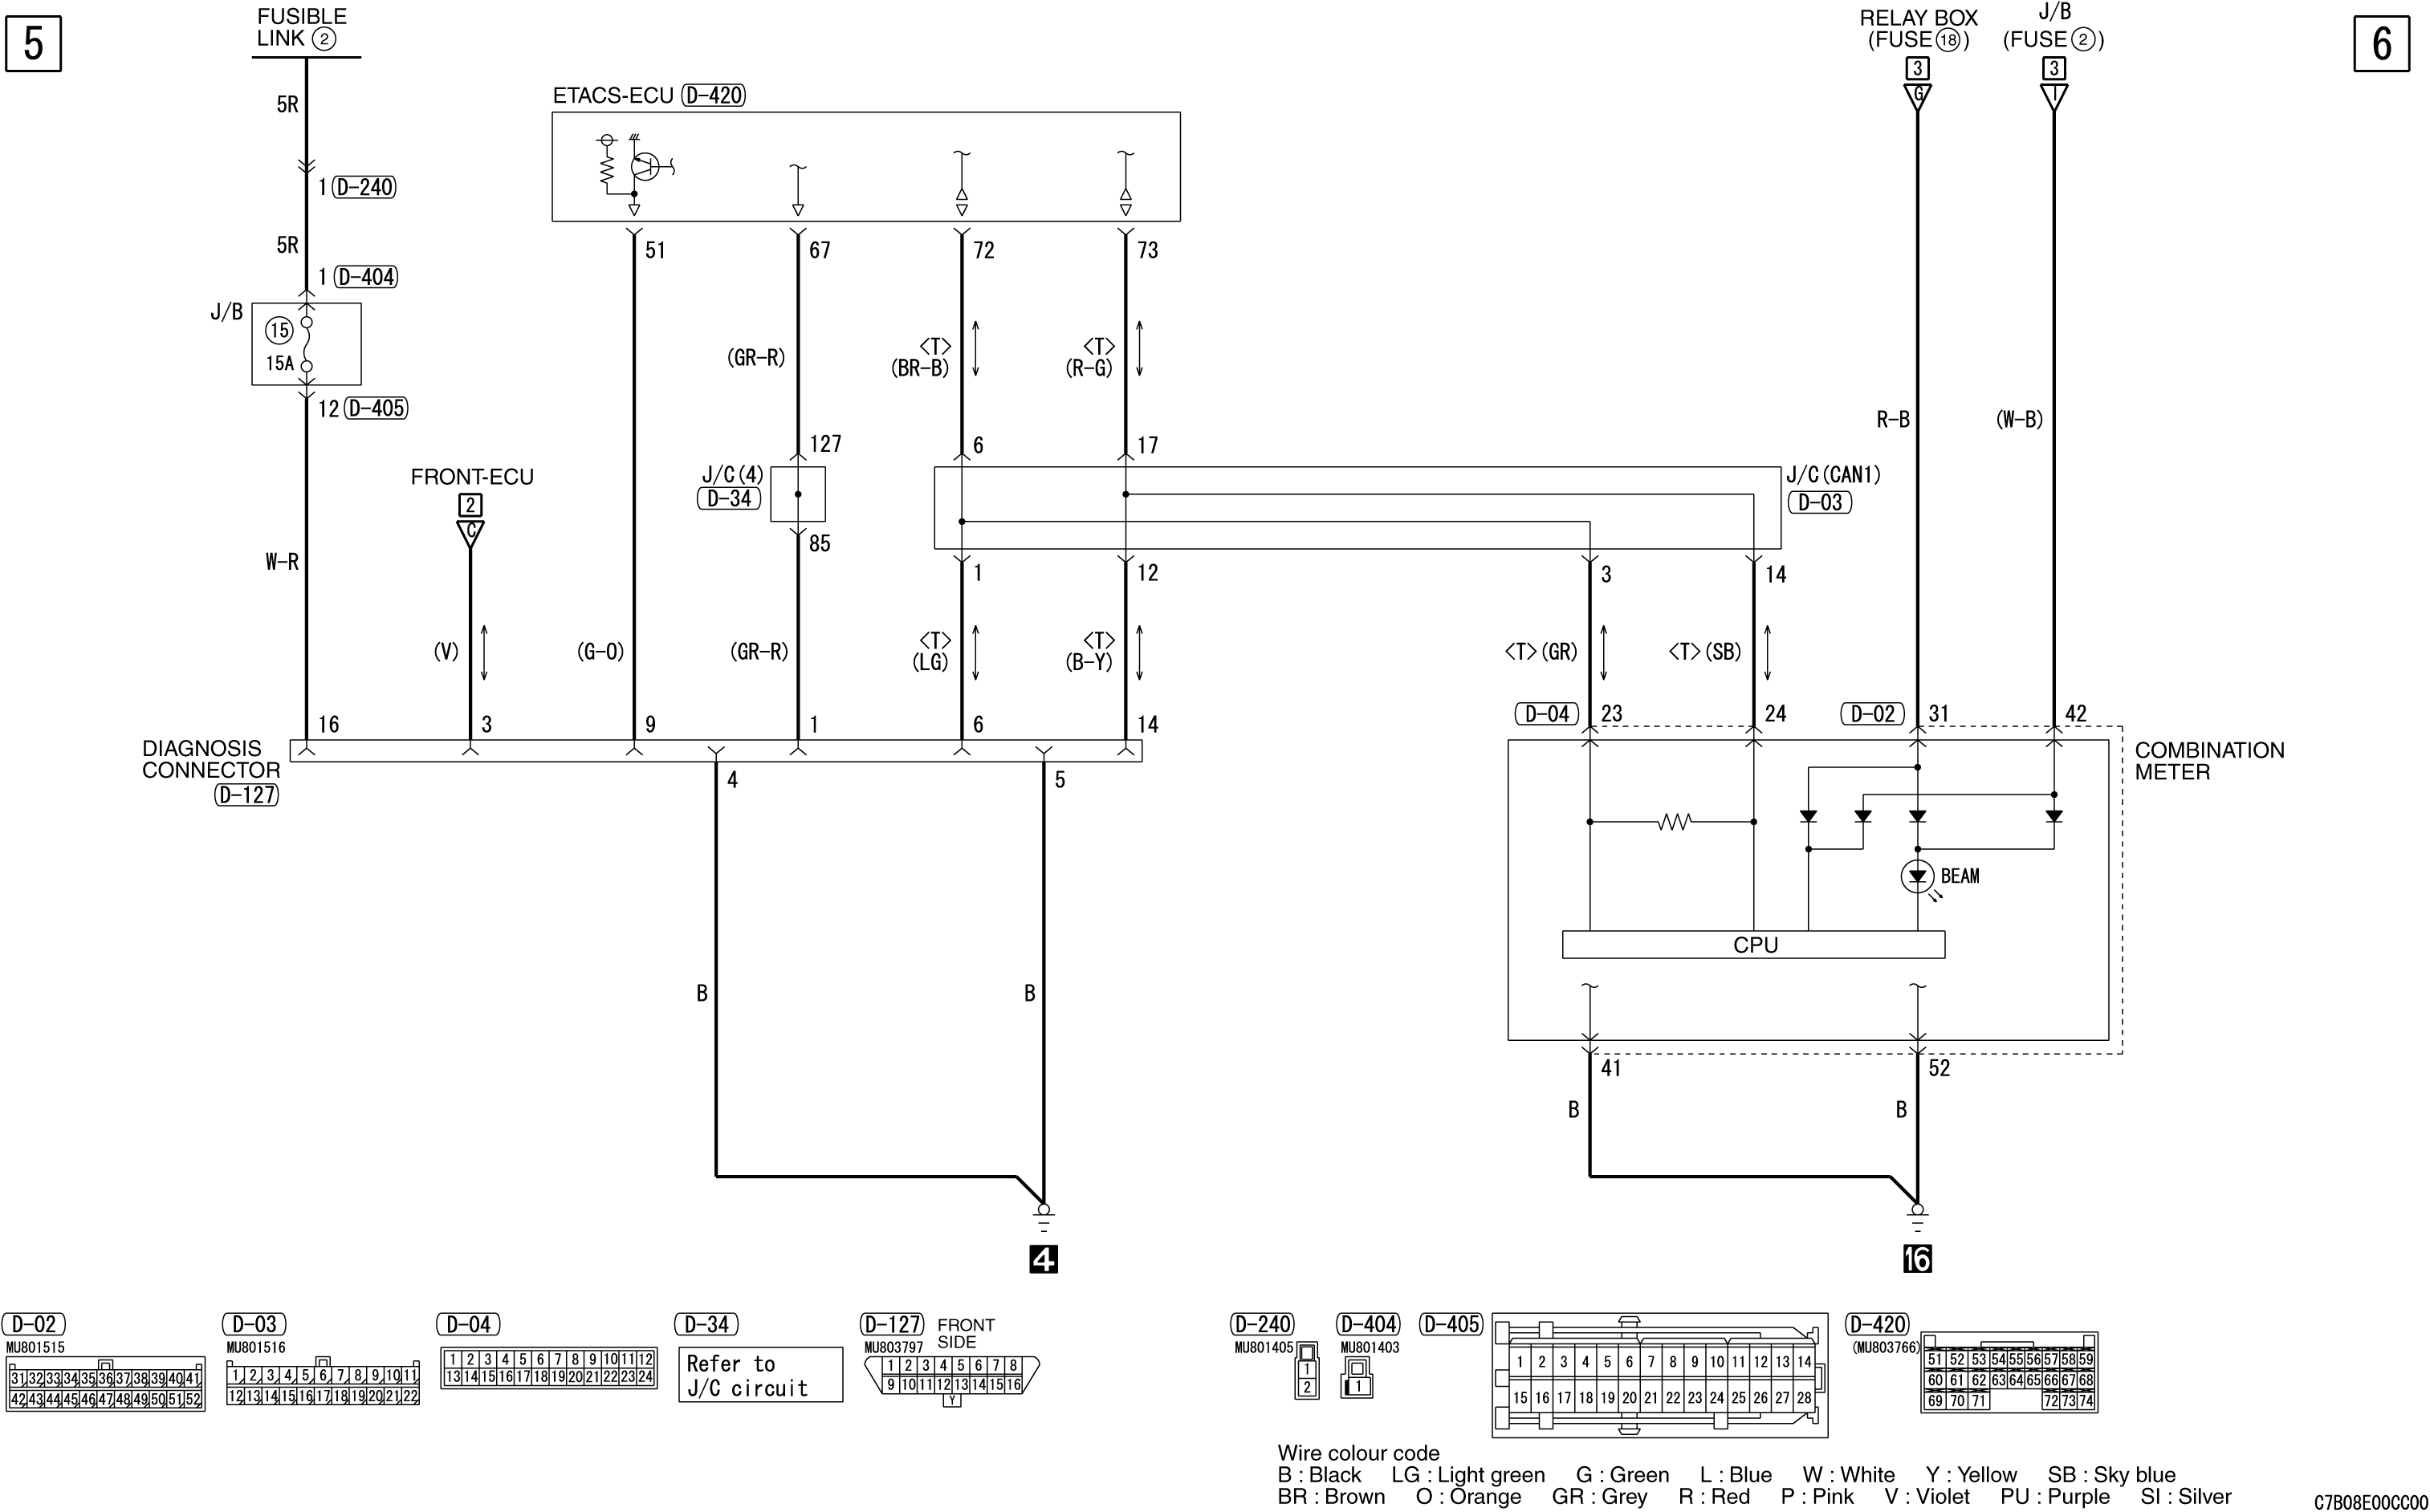 5
FUSIBLE
LINK ②
RELAY BOX
(FUSE⑱)
J/B
(FUSE②)
6
3
G
3
I
5R
1 D-240
5R
1 D-404
J/B
⑮
15A
12 D-405
W-R
ETACS-ECU D-420
51
67
72
73
(GR-R)
<T>
(BR-B)
<T>
(R-G)
R-B
(W-B)
127
6
17
FRONT-ECU
2
C
J/C(4)
D-34
J/C(CAN1)
D-03
85
1
12
3
14
(V)
(G-O)
(GR-R)
<T>
(LG)
<T>
(B-Y)
<T>(GR)
<T>(SB)
16
3
9
1
6
14
D-04 23
24
D-02 31
42
DIAGNOSIS
CONNECTOR
D-127
4
5
COMBINATION
METER
BEAM
CPU
B
B
41
52
B
B
4
16
D-02
MU801515
31 32 33 34 35 36 37 38 39 40 41
42 43 44 45 46 47 48 49 50 51 52
D-03
MU801516
1 2 3 4 5 6 7 8 9 10 11
12 13 14 15 16 17 18 19 20 21 22
D-04
1 2 3 4 5 6 7 8 9 10 11 12
13 14 15 16 17 18 19 20 21 22 23 24
D-34
Refer to
J/C circuit
D-127
MU803797
FRONT
SIDE
1 2 3 4 5 6 7 8
9 10 11 12 13 14 15 16
Y
D-240
MU801405
1
2
D-404
MU801403
1
D-405
1 2 3 4 5 6 7 8 9 10 11 12 13 14
15 16 17 18 19 20 21 22 23 24 25 26 27 28
D-420
(MU803766)
51 52 53 54 55 56 57 58 59
60 61 62 63 64 65 66 67 68
69 70 71 72 73 74
Wire colour code
B : Black LG : Light green G : Green L : Blue W : White Y : Yellow SB : Sky blue
BR : Brown O : Orange GR : Grey R : Red P : Pink V : Violet PU : Purple SI : Silver
C7B08E00CC00